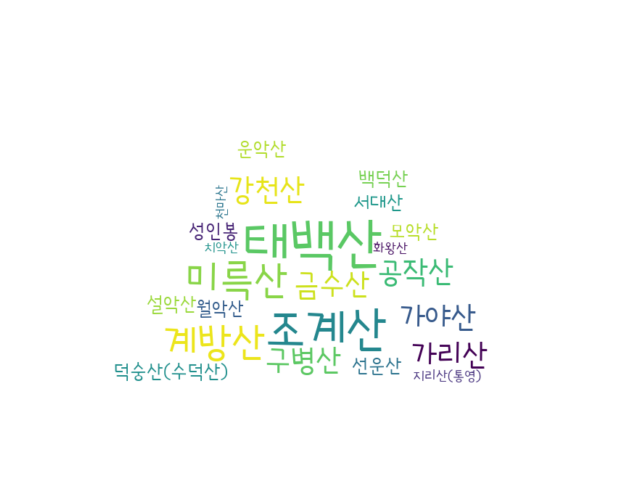 운악산
백덕산
강천산
천마산
서대산
성인봉
태백산
모악산
치악산
화왕산
미륵산
금수산
공작산
설악산
월악산
가야산
조계산
계방산
구병산
가리산
선운산
덕숭산(수덕산)
지리산(통영)